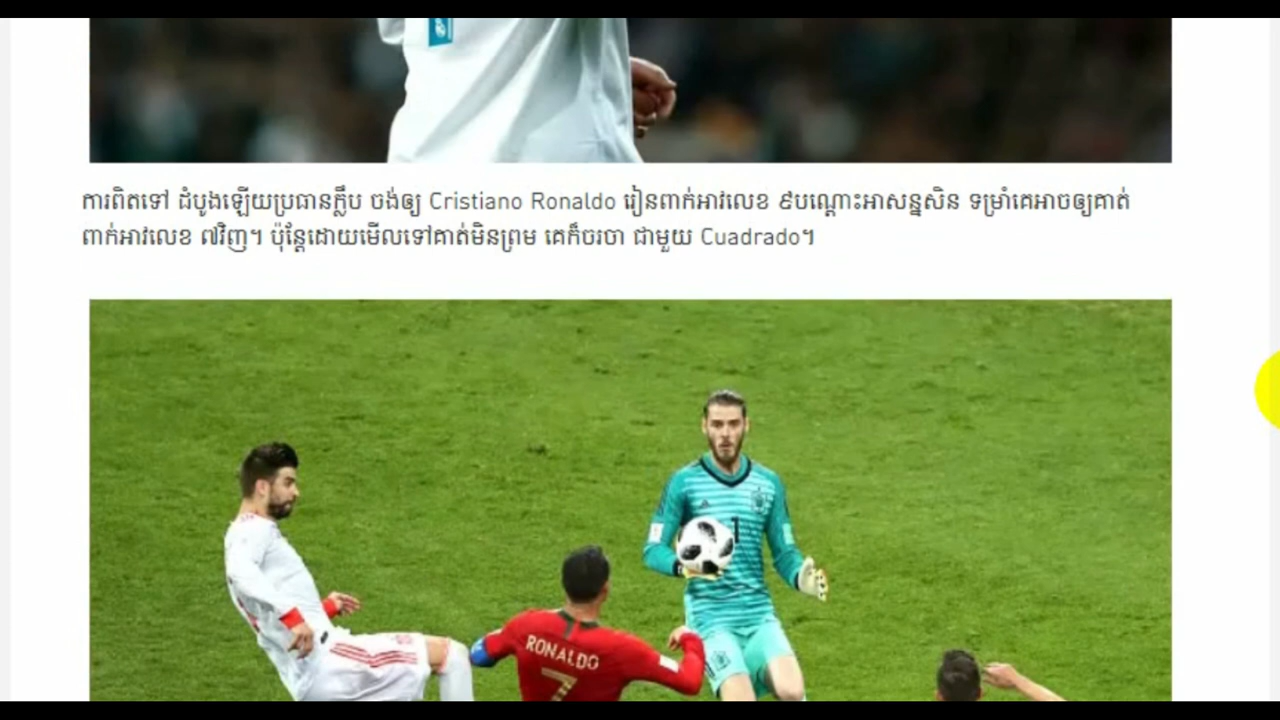 ការពិតទៅ ដំបូងឡើយប្រធានក្លឹប ចង់ឲ្យ Cristiano Ronaldo រៀនពាក់អាវលេខ ៩បណ្តោះអាសន្នសិន ទម្រាំគេអាចឲ្យគាត់
ពាក់អាវលេខ ៧វិញ។ ប៉ុន្តែដោយមើលទៅគាត់មិនព្រម គេក៏ចរចា ជាមួយ Cuadrado។
1
RONALDO
7